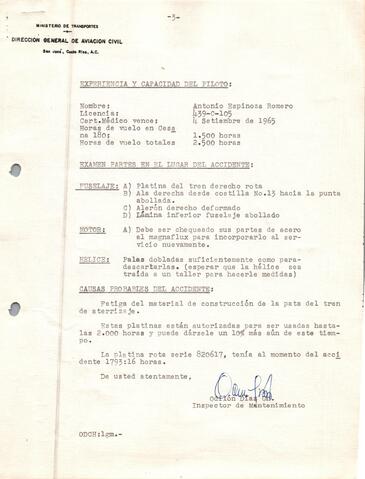 -3-
MINISTERIO DE TRANSPORTES
DIRECCION GENERAL DE AVIACION CIVIL
San José, Costa Rica, A.C.
EXPERIENCIA Y CAPACIDAD DEL PILOTO:
Nombre: Antonio Espinoza Romero
Licencia: 439-C-105
Cert.Médico vence: 4 Setiembre de 1965
Horas de vuelo en Cess
na 180: 1.500 horas
Horas de vuelo totales 2.500 horas
EXAMEN PARTES EN EL LUGAR DEL ACCIDENTE:
FUSELAJE: A) Platina del tren derecho rota
B) Ala derecha desde costilla No.13 hacia la punta
abollada.
C) Alerón derecho deformado
D) Lámina inferior fuselaje abollado
MOTOR: A) Debe ser chequeado sus partes de acero
al magnaflux para incorporarlo al ser
vicio nuevamente.
HELICE: Palas dobladas suficientemente como para-
descartarlas. (esperar que la hélice sea
traída a un taller para hacerle medidas)
CAUSAS PROBABLES DEL ACCIDENTE:
Fatiga del material de construcción de la pata del tren
de aterrizaje.
Estas platinas están autorizadas para ser usadas hasta-
las 2.000 horas y puede dárseles un 10% más aún de este tiem-
po.
La platina rota serie 820617, tenía al momento del acci
dente 1793:16 horas.
De usted atentamente,
Odilón Díaz Ch.
Inspector de Mantenimiento
ODCH:lgm.-